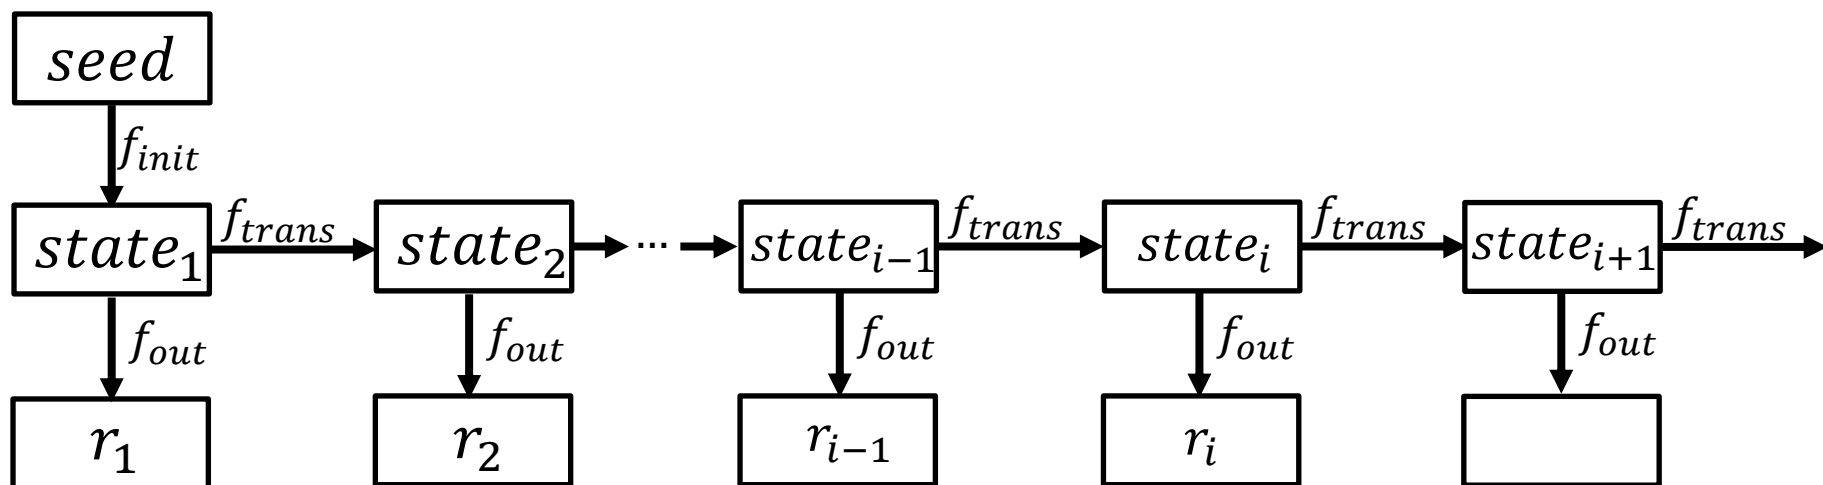 seed
f_init
f_trans f_trans f_trans f_trans
state_1 state_2 ... state_{i-1} state_i state_{i+1}
f_out f_out f_out f_out f_out
r_1 r_2 r_{i-1} r_i